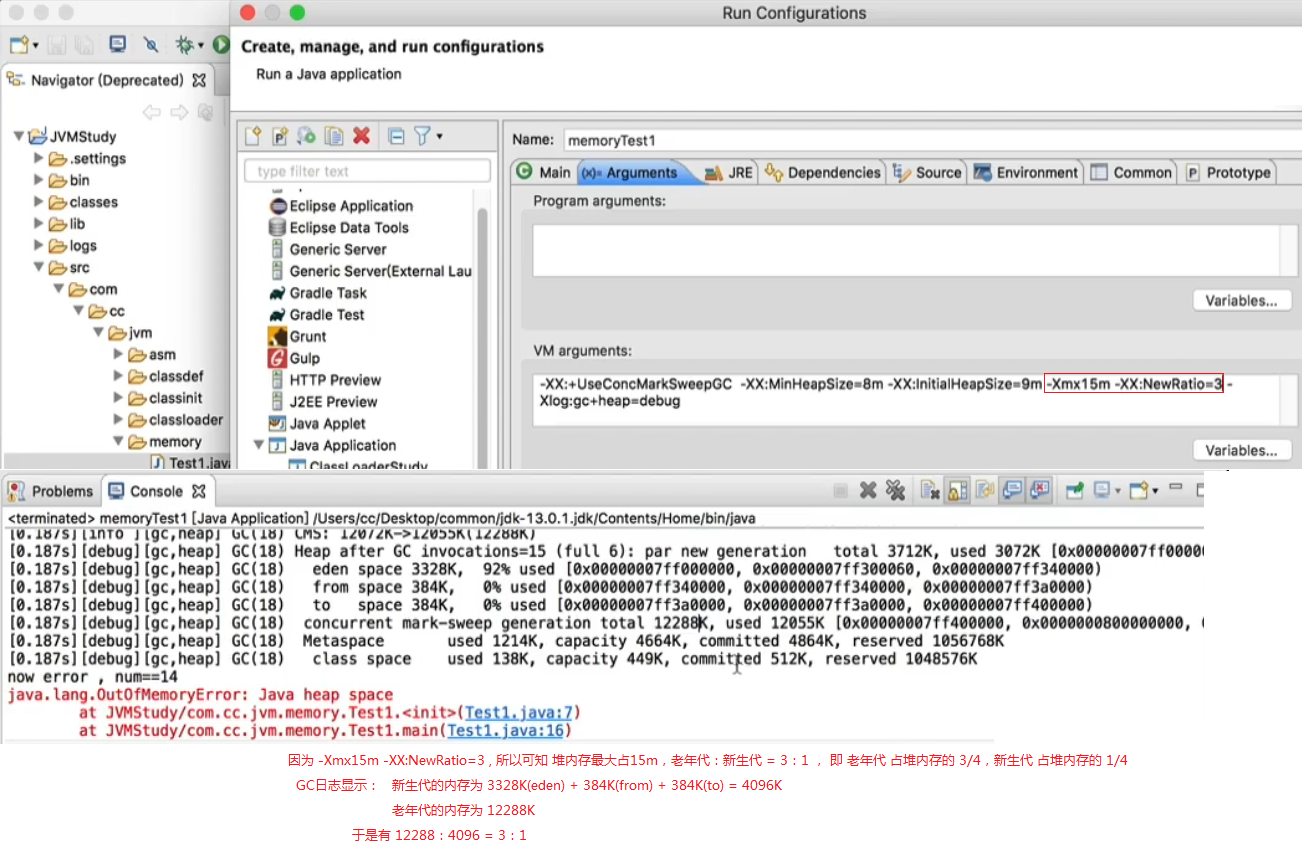 Run Configurations
Create, manage, and run configurations
Run a Java application
Navigator (Deprecated)
JVMStudy
.settings
bin
classes
lib
logs
src
com
cc
jvm
asm
classdef
classinit
classloader
memory
Test1.java
type filter text
Eclipse Application
Eclipse Data Tools
Generic Server
Generic Server(External Lau
Gradle Task
Gradle Test
Grunt
Gulp
HTTP Preview
J2EE Preview
Java Applet
Java Application
ClassLoaderStudy
Name: memoryTest1
Main (x)= Arguments JRE Dependencies Source Environment Common Prototype
Program arguments:
Variables...
VM arguments:
-XX:+UseConcMarkSweepGC -XX:MinHeapSize=8m -XX:InitialHeapSize=9m -Xmx15m -XX:NewRatio=3 -
Xlog:gc+heap=debug
Variables...
Problems Console
<terminated> memoryTest1 [Java Application] /Users/cc/Desktop/common/jdk-13.0.1.jdk/Contents/Home/bin/java
[0.187s][info ][gc,heap] GC(18) CMS: 12072K->12055K(12288K)
[0.187s][debug][gc,heap] GC(18) Heap after GC invocations=15 (full 6): par new generation total 3712K, used 3072K [0x00000007ff0000
[0.187s][debug][gc,heap] GC(18) eden space 3328K, 92% used [0x00000007ff000000, 0x00000007ff300060, 0x00000007ff340000)
[0.187s][debug][gc,heap] GC(18) from space 384K, 0% used [0x00000007ff340000, 0x00000007ff340000, 0x00000007ff3a0000)
[0.187s][debug][gc,heap] GC(18) to space 384K, 0% used [0x00000007ff3a0000, 0x00000007ff3a0000, 0x00000007ff400000)
[0.187s][debug][gc,heap] GC(18) concurrent mark-sweep generation total 12288K, used 12055K [0x00000007ff400000, 0x0000000800000000,
[0.187s][debug][gc,heap] GC(18) Metaspace used 1214K, capacity 4664K, committed 4864K, reserved 1056768K
[0.187s][debug][gc,heap] GC(18) class space used 138K, capacity 449K, committed 512K, reserved 1048576K
now error , num==14
java.lang.OutOfMemoryError: Java heap space
at JVMStudy/com.cc.jvm.memory.Test1.<init>(Test1.java:7)
at JVMStudy/com.cc.jvm.memory.Test1.main(Test1.java:16)
因为 -Xmx15m -XX:NewRatio=3 , 所以可知 堆内存最大占15m，老年代：新生代 = 3：1 ， 即 老年代 占堆内存的 3/4，新生代 占堆内存的 1/4
GC日志显示： 新生代的内存为 3328K(eden) + 384K(from) + 384K(to) = 4096K
老年代的内存为 12288K
于是有 12288 : 4096 = 3 : 1